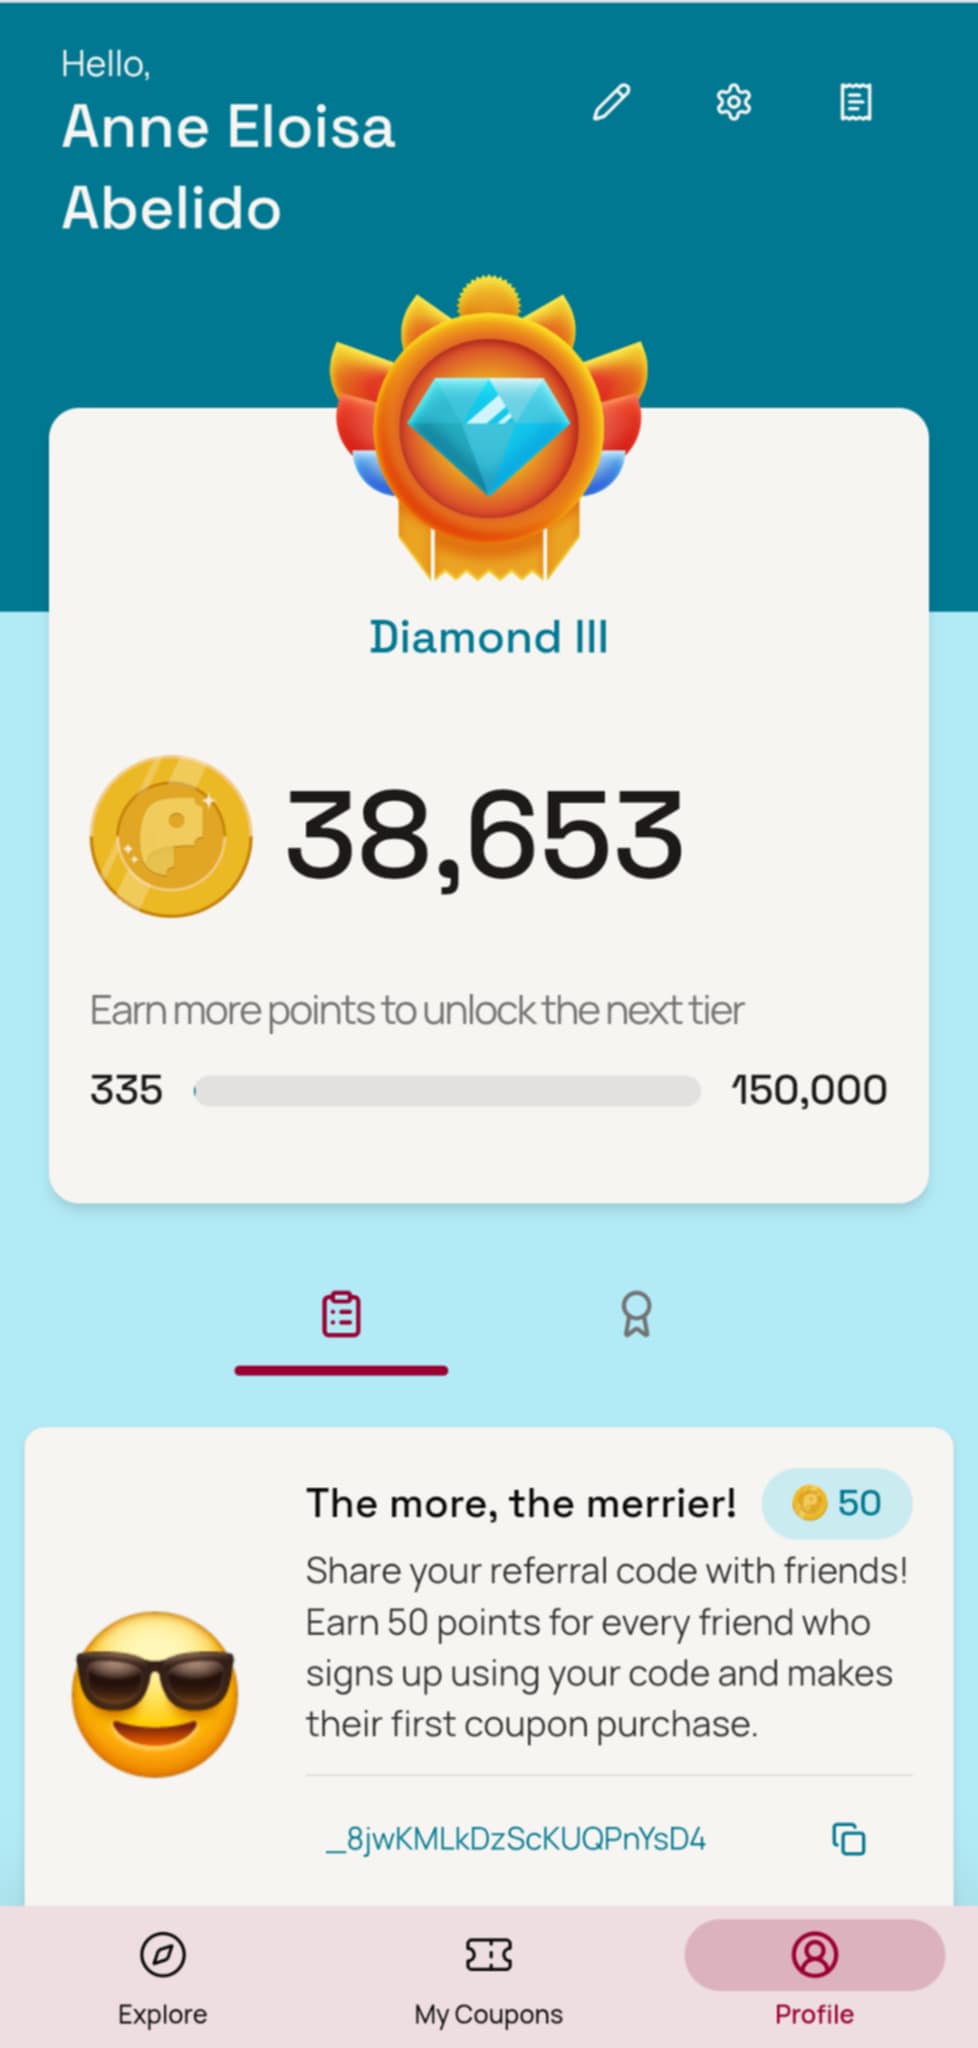 Hello,
Anne Eloisa
Abelido
Diamond III
38,653
Earn more points to unlock the next tier
335 150,000
The more, the merrier! 50
Share your referral code with friends!
Earn 50 points for every friend who
signs up using your code and makes
their first coupon purchase.
_8jwKMLkDzScKUQPnYsD4
Explore My Coupons Profile